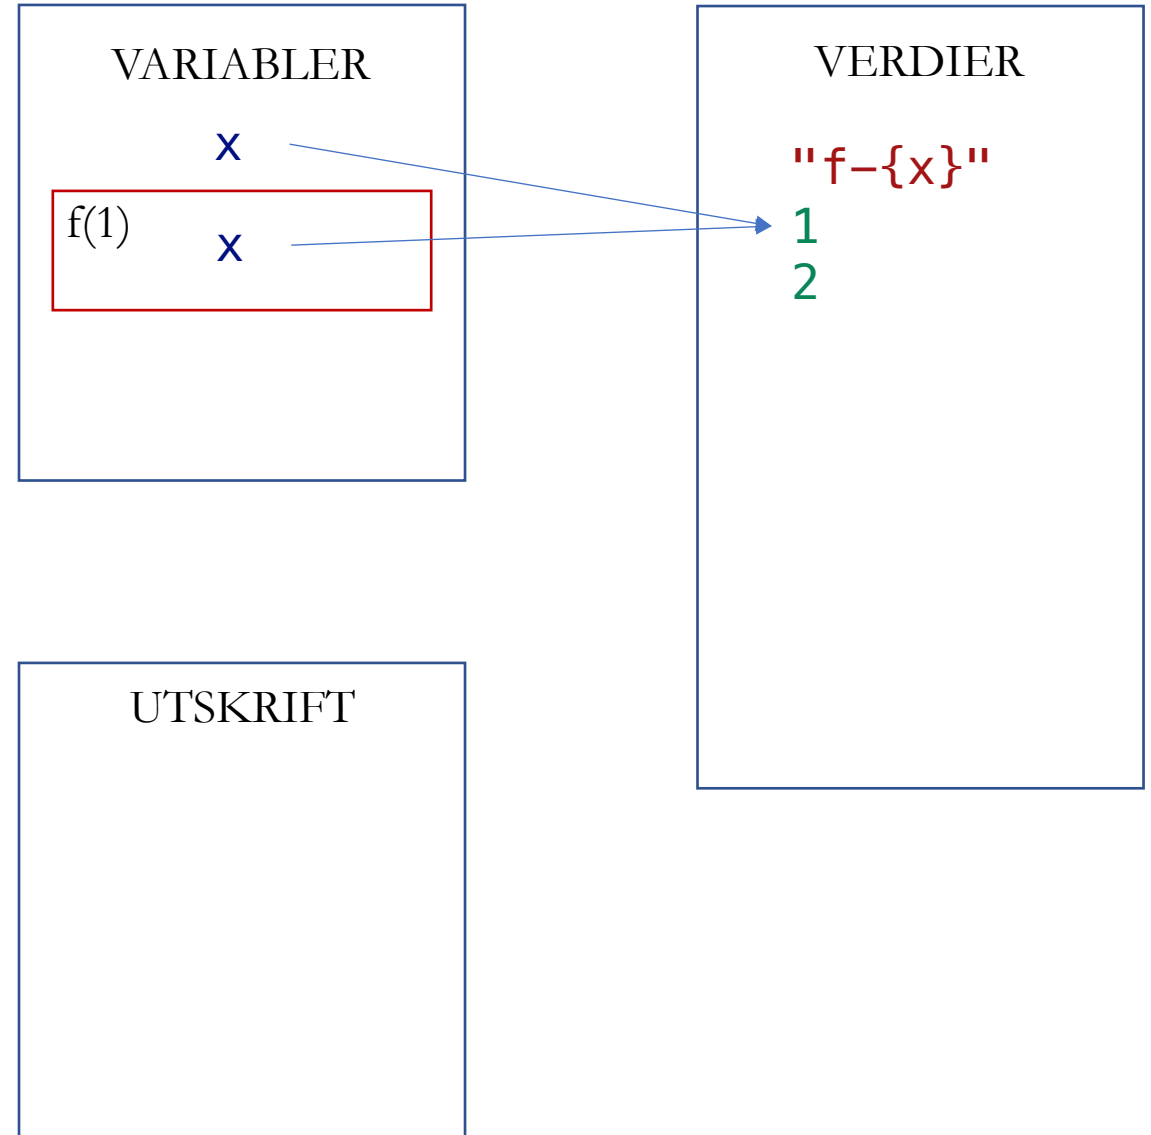 VARIABLER
x
f(1)
x
VERDIER
"f–{x}"
1
2
UTSKRIFT